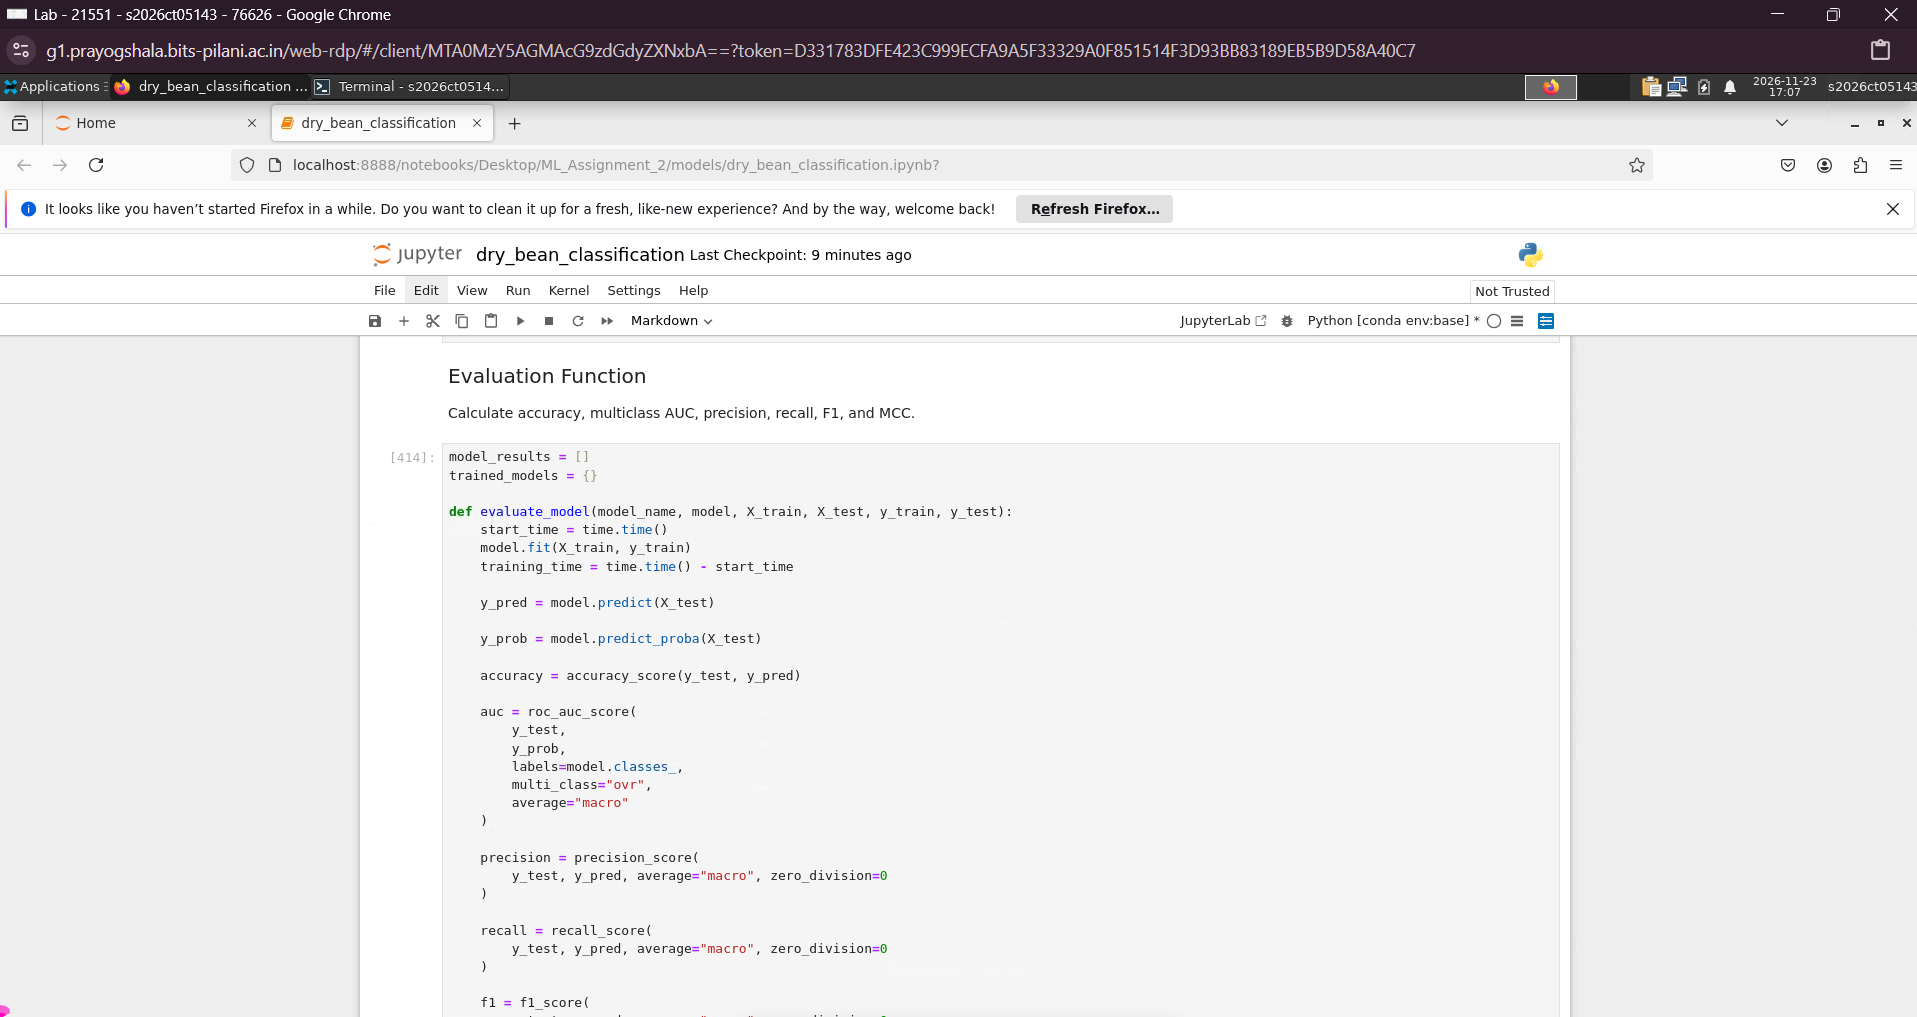 Lab - 21551 - s2026ct05143 - 76626 - Google Chrome
g1.prayogshala.bits-pilani.ac.in/web-rdp/#/client/MTA0MzY5AGMAcG9zdGdyZXNxbA==?token=D331783DFE423C999ECFA9A5F33329A0F851514F3D93BB83189EB5B9D58A40C7
Applications dry_bean_classification ... Terminal - s2026ct0514... 2026-11-23 17:07 s2026ct05143
Home dry_bean_classification
localhost:8888/notebooks/Desktop/ML_Assignment_2/models/dry_bean_classification.ipynb?
It looks like you haven’t started Firefox in a while. Do you want to clean it up for a fresh, like-new experience? And by the way, welcome back! Refresh Firefox...
jupyter dry_bean_classification Last Checkpoint: 9 minutes ago
File Edit View Run Kernel Settings Help Not Trusted
Markdown JupyterLab Python [conda env:base] *
Evaluation Function
Calculate accuracy, multiclass AUC, precision, recall, F1, and MCC.
[414]: model_results = []
trained_models = {}
def evaluate_model(model_name, model, X_train, X_test, y_train, y_test):
    start_time = time.time()
    model.fit(X_train, y_train)
    training_time = time.time() - start_time
    y_pred = model.predict(X_test)
    y_prob = model.predict_proba(X_test)
    accuracy = accuracy_score(y_test, y_pred)
    auc = roc_auc_score(
        y_test,
        y_prob,
        labels=model.classes_,
        multi_class="ovr",
        average="macro"
    )
    precision = precision_score(
        y_test, y_pred, average="macro", zero_division=0
    )
    recall = recall_score(
        y_test, y_pred, average="macro", zero_division=0
    )
    f1 = f1_score(